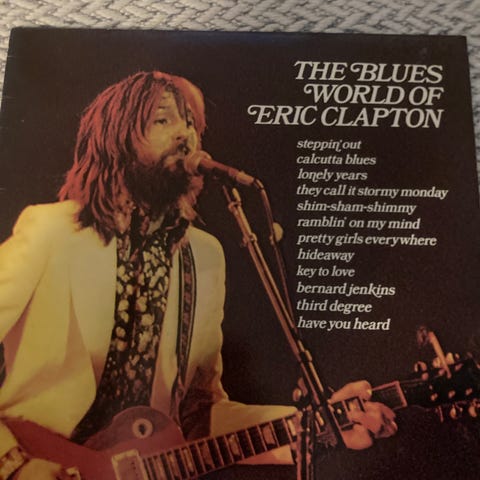 THE BLUES
WORLD OF
ERIC CLAPTON
steppin' out
calcutta blues
lonely years
they call it stormy monday
shim-sham-shimmy
ramblin' on my mind
pretty girls everywhere
hideaway
key to love
bernard jenkins
third degree
have you heard